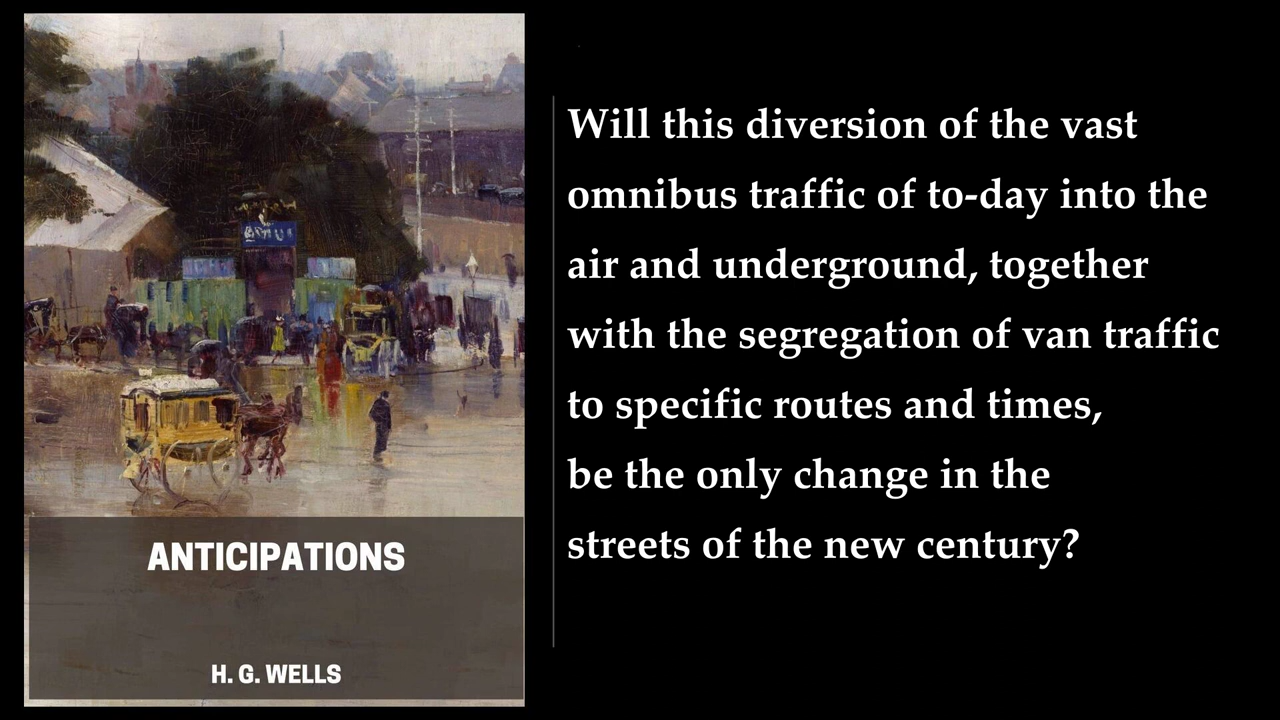 ANTICIPATIONS
H. G. WELLS
Will this diversion of the vast
omnibus traffic of to-day into the
air and underground, together
with the segregation of van traffic
to specific routes and times,
be the only change in the
streets of the new century?